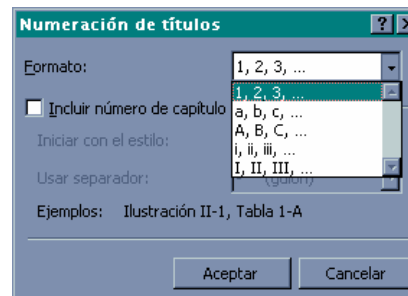 Numeración de títulos
Formato: 1, 2, 3, ...
1, 2, 3, ...
Incluir número de capítulo
a, b, c, ...
A, B, C, ...
Iniciar con el estilo:
i, ii, iii, ...
I, II, III, ...
Usar separador: (guión)
Ejemplos: Ilustración II-1, Tabla 1-A
Aceptar Cancelar